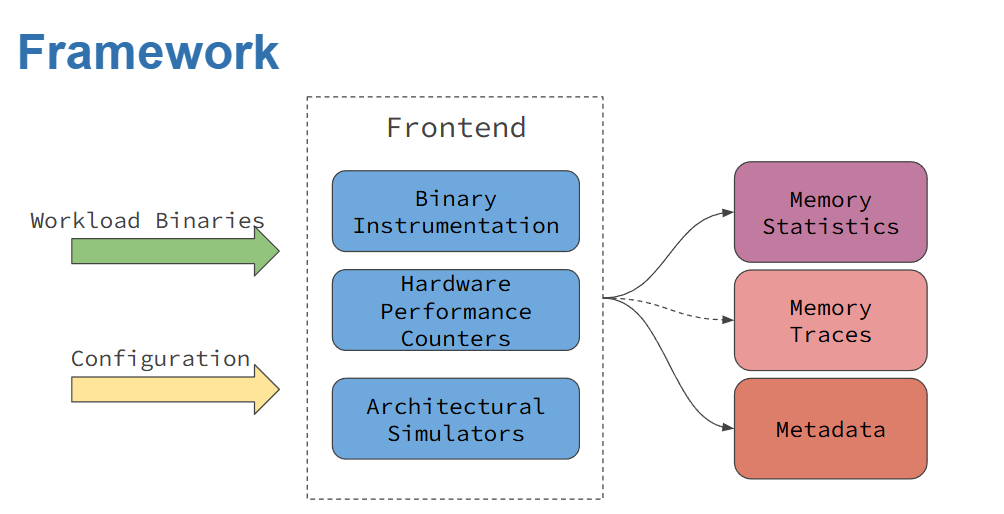 Framework
Frontend
Workload Binaries
Configuration
Binary
Instrumentation
Hardware
Performance
Counters
Architectural
Simulators
Memory
Statistics
Memory
Traces
Metadata